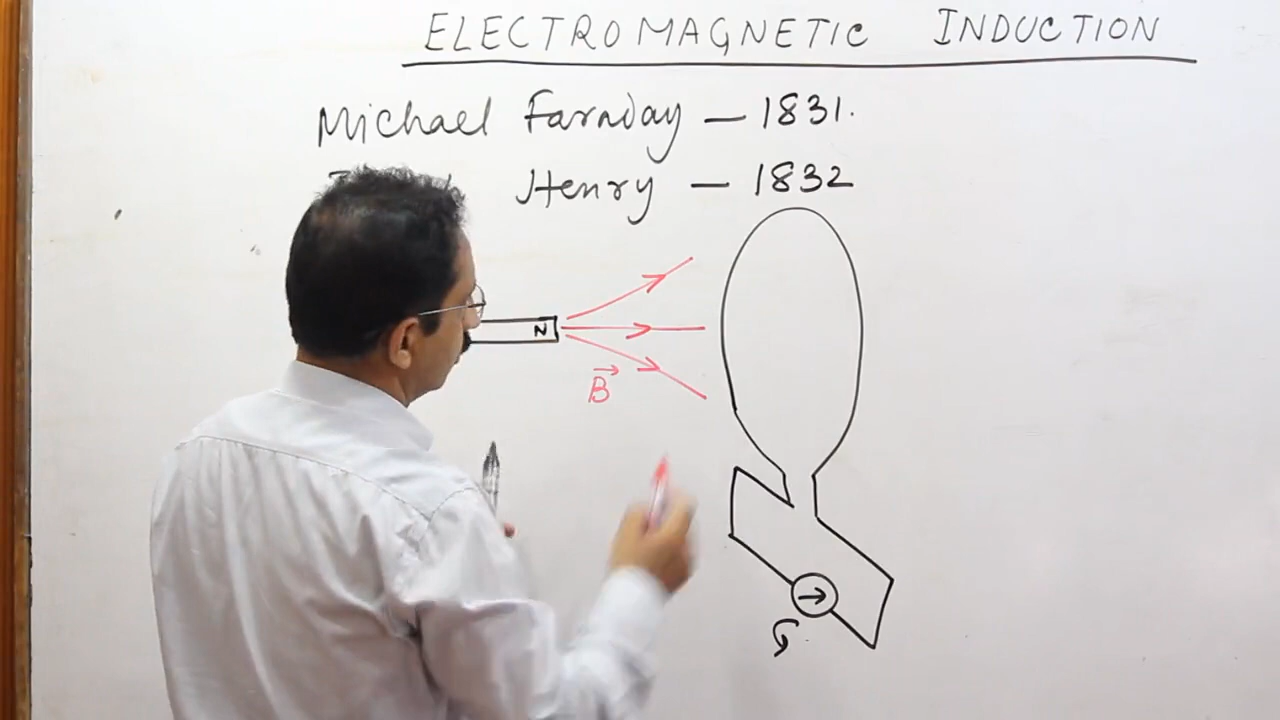 ELECTROMAGNETIC INDUCTION
Michael Faraday – 1831.
Henry – 1832
N
B
G